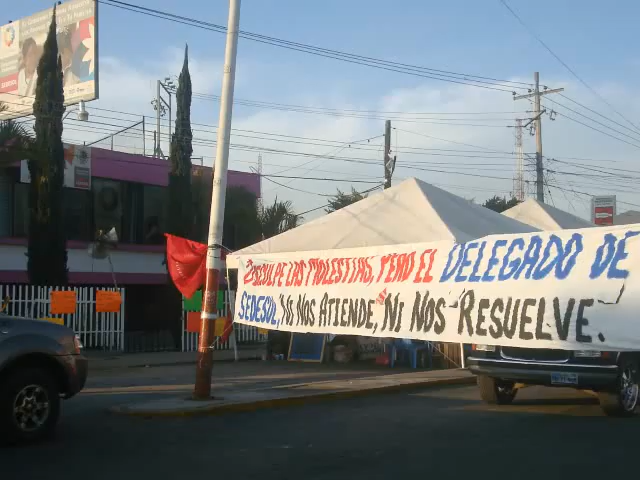 DISCULPE LAS MOLESTIAS, PERO EL DELEGADO DE
SEDESOL, NI NOS ATIENDE, NI NOS RESUELVE.